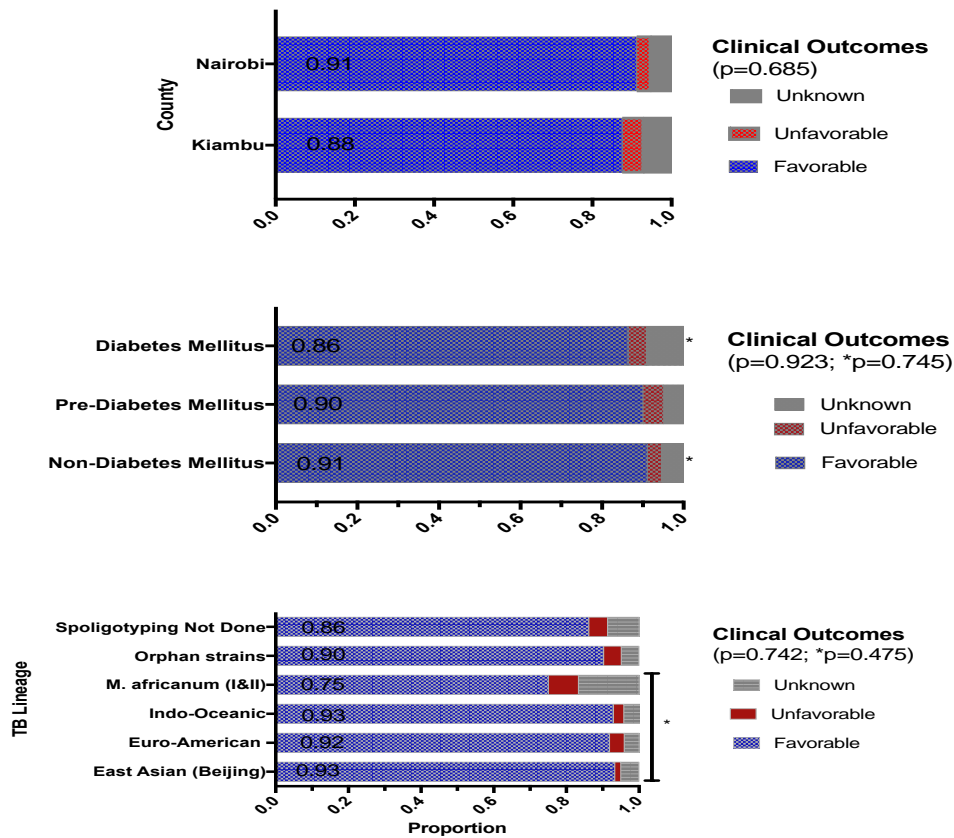 Clinical Outcomes
(p=0.685)
Unknown
Unfavorable
Favorable
County
Nairobi
0.91
Kiambu
0.88
0.0 0.2 0.4 0.6 0.8 1.0
Clinical Outcomes
(p=0.923; *p=0.745)
Unknown
Unfavorable
Favorable
Diabetes Mellitus
0.86
*
Pre-Diabetes Mellitus
0.90
Non-Diabetes Mellitus
0.91
*
0.0 0.2 0.4 0.6 0.8 1.0
Clincal Outcomes
(p=0.742; *p=0.475)
Unknown
Unfavorable
Favorable
TB Lineage
Spoligotyping Not Done
0.86
Orphan strains
0.90
M. africanum (I&II)
0.75
Indo-Oceanic
0.93
*
Euro-American
0.92
East Asian (Beijing)
0.93
0.0 0.2 0.4 0.6 0.8 1.0
Proportion